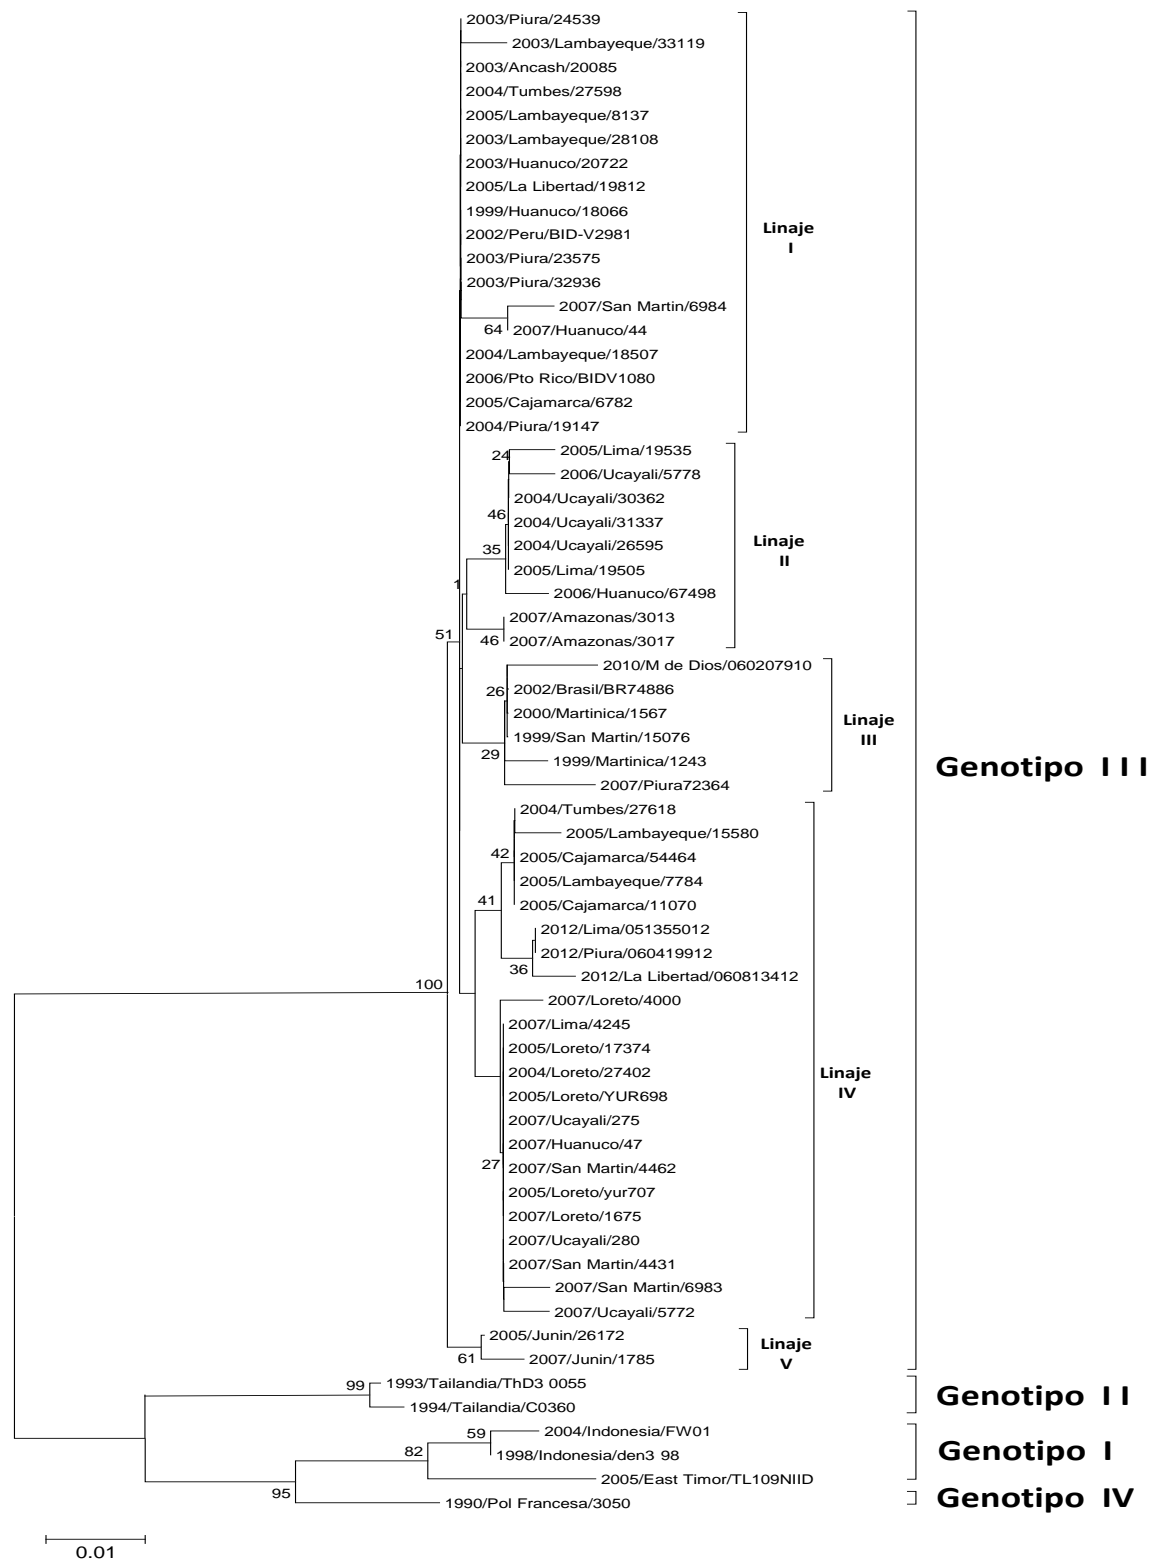 2003/Piura/24539
2003/Lambayeque/33119
2003/Ancash/20085
2004/Tumbes/27598
2005/Lambayeque/8137
2003/Lambayeque/28108
2003/Huanuco/20722
2005/La Libertad/19812
1999/Huanuco/18066
2002/Peru/BID-V2981
2003/Piura/23575
2003/Piura/32936
2007/San Martin/6984
64
2007/Huanuco/44
2004/Lambayeque/18507
2006/Pto Rico/BIDV1080
2005/Cajamarca/6782
2004/Piura/19147
Linaje
I
24
2005/Lima/19535
2006/Ucayali/5778
2004/Ucayali/30362
46
2004/Ucayali/31337
2004/Ucayali/26595
35
2005/Lima/19505
2006/Huanuco/67498
1
2007/Amazonas/3013
51
46
2007/Amazonas/3017
Linaje
II
2010/M de Dios/060207910
26
2002/Brasil/BR74886
2000/Martinica/1567
1999/San Martin/15076
29
1999/Martinica/1243
2007/Piura72364
Linaje
III
Genotipo III
2004/Tumbes/27618
2005/Lambayeque/15580
42
2005/Cajamarca/54464
2005/Lambayeque/7784
41
2005/Cajamarca/11070
2012/Lima/051355012
2012/Piura/060419912
36
2012/La Libertad/060813412
100
2007/Loreto/4000
2007/Lima/4245
2005/Loreto/17374
2004/Loreto/27402
2005/Loreto/YUR698
2007/Ucayali/275
2007/Huanuco/47
27
2007/San Martin/4462
2005/Loreto/yur707
2007/Loreto/1675
2007/Ucayali/280
2007/San Martin/4431
2007/San Martin/6983
2007/Ucayali/5772
Linaje
IV
2005/Junin/26172
61
2007/Junin/1785
Linaje
V
99
1993/Tailandia/ThD3 0055
1994/Tailandia/C0360
Genotipo II
59
2004/Indonesia/FW01
82
1998/Indonesia/den3 98
2005/East Timor/TL109NIID
Genotipo I
95
1990/Pol Francesa/3050
Genotipo IV
0.01